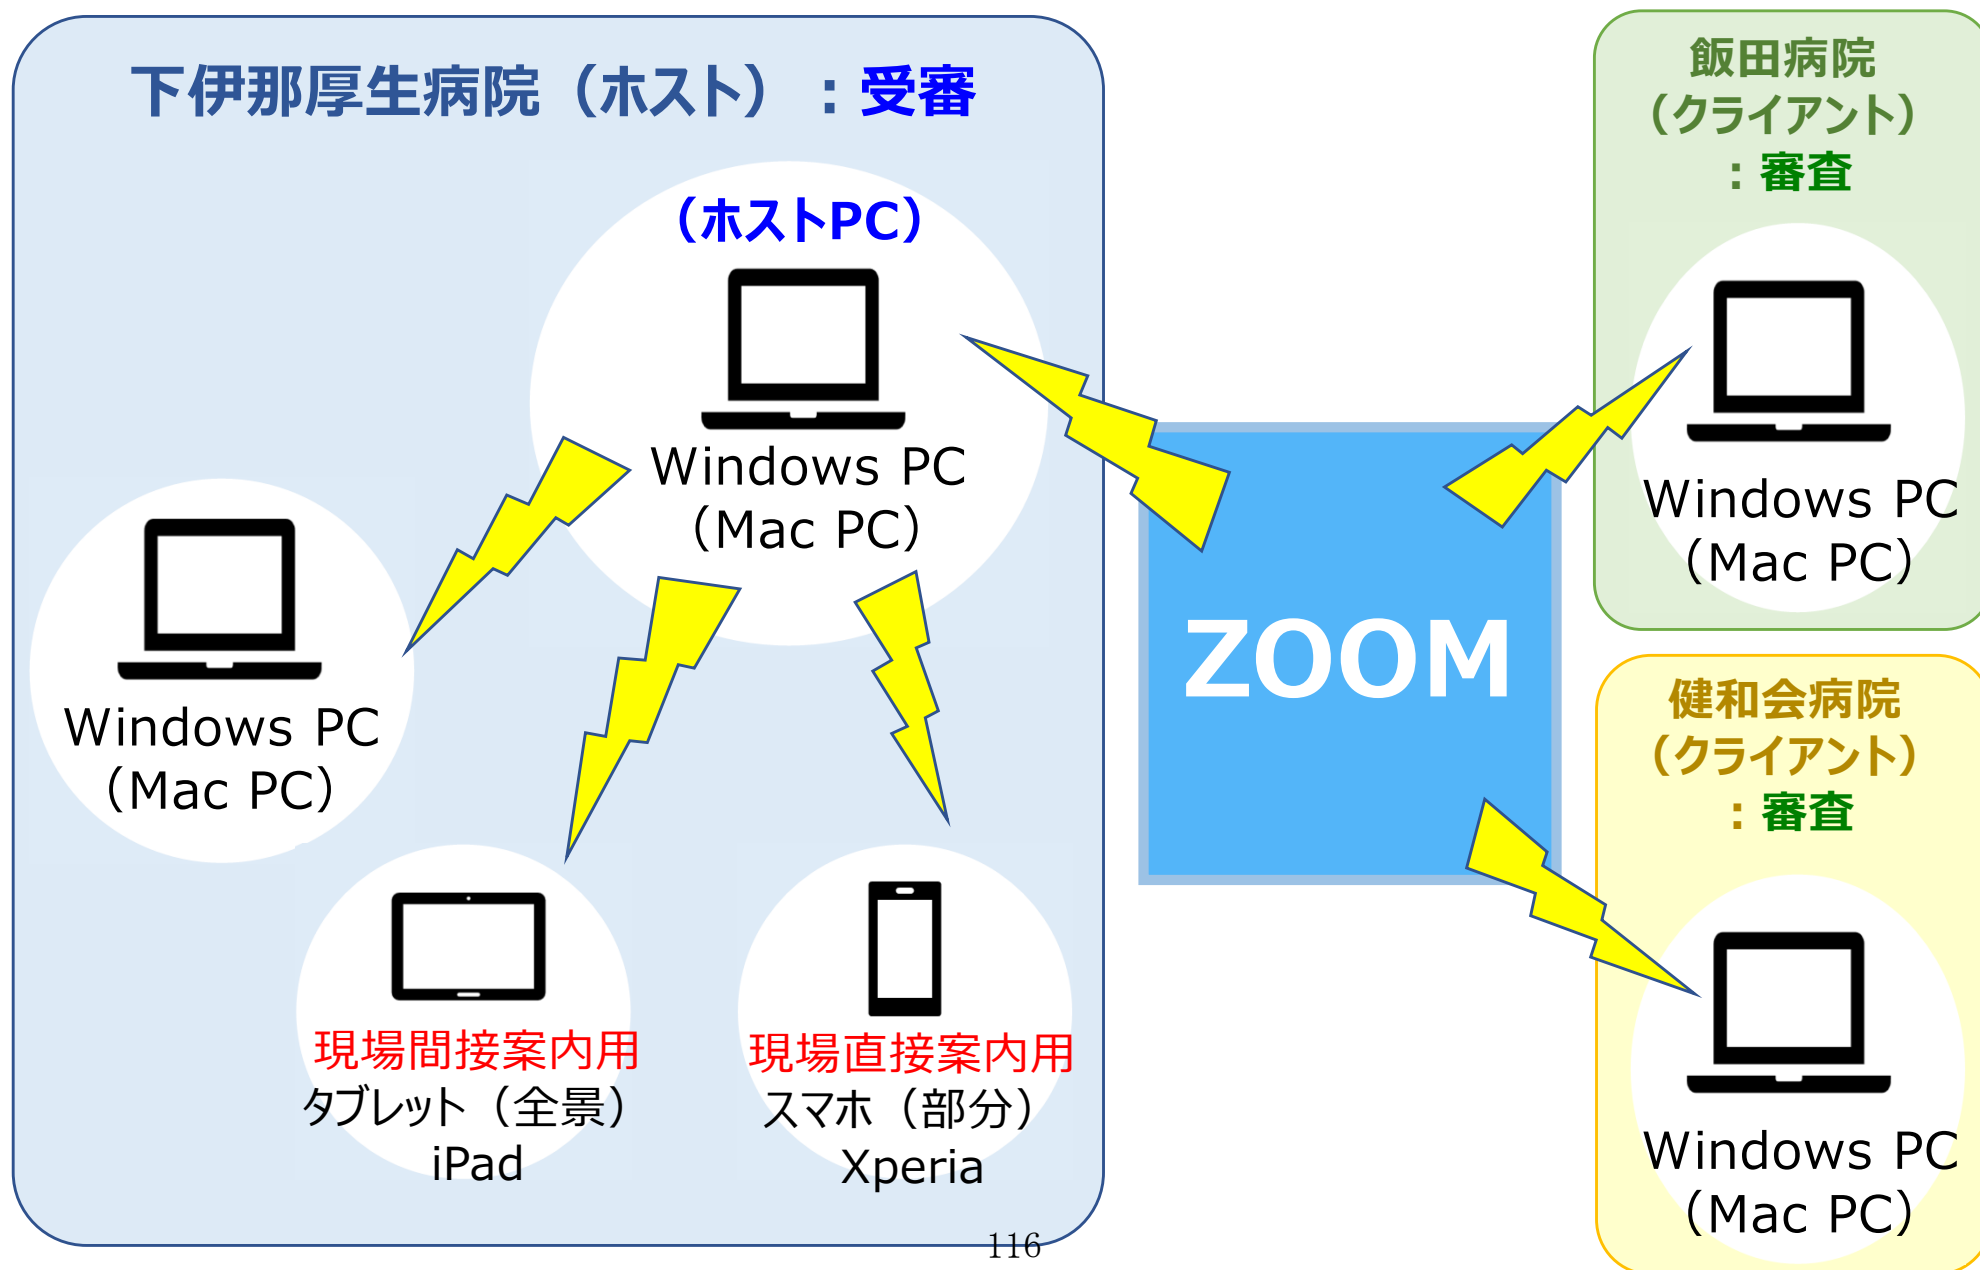 下伊那厚生病院（ホスト）：受審
（ホストPC）
Windows PC
（Mac PC）
Windows PC
（Mac PC）
現場間接案内用
タブレット（全景）
iPad
現場直接案内用
スマホ（部分）
Xperia
ZOOM
飯田病院
（クライアント）
：審査
Windows PC
（Mac PC）
健和会病院
（クライアント）
：審査
Windows PC
（Mac PC）
116